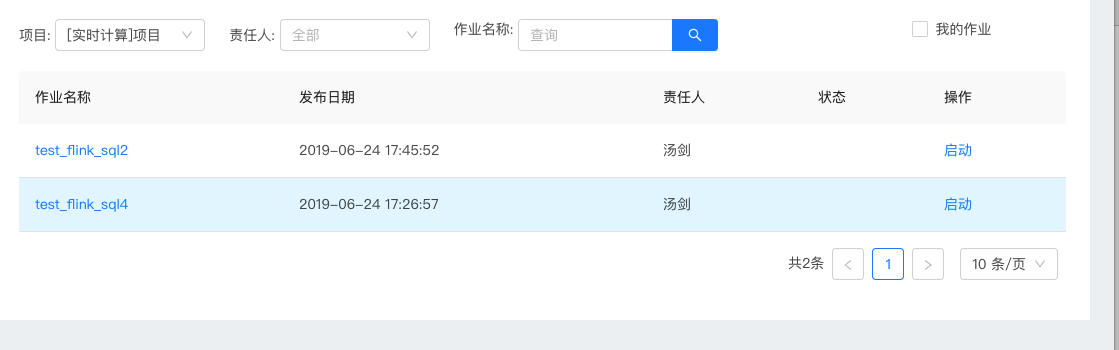 项目: [实时计算]项目 责任人: 全部 作业名称: 查询 我的作业
作业名称 发布日期 责任人 状态 操作
test_flink_sql2 2019-06-24 17:45:52 汤剑 启动
test_flink_sql4 2019-06-24 17:26:57 汤剑 启动
共2条 < 1 > 10 条/页